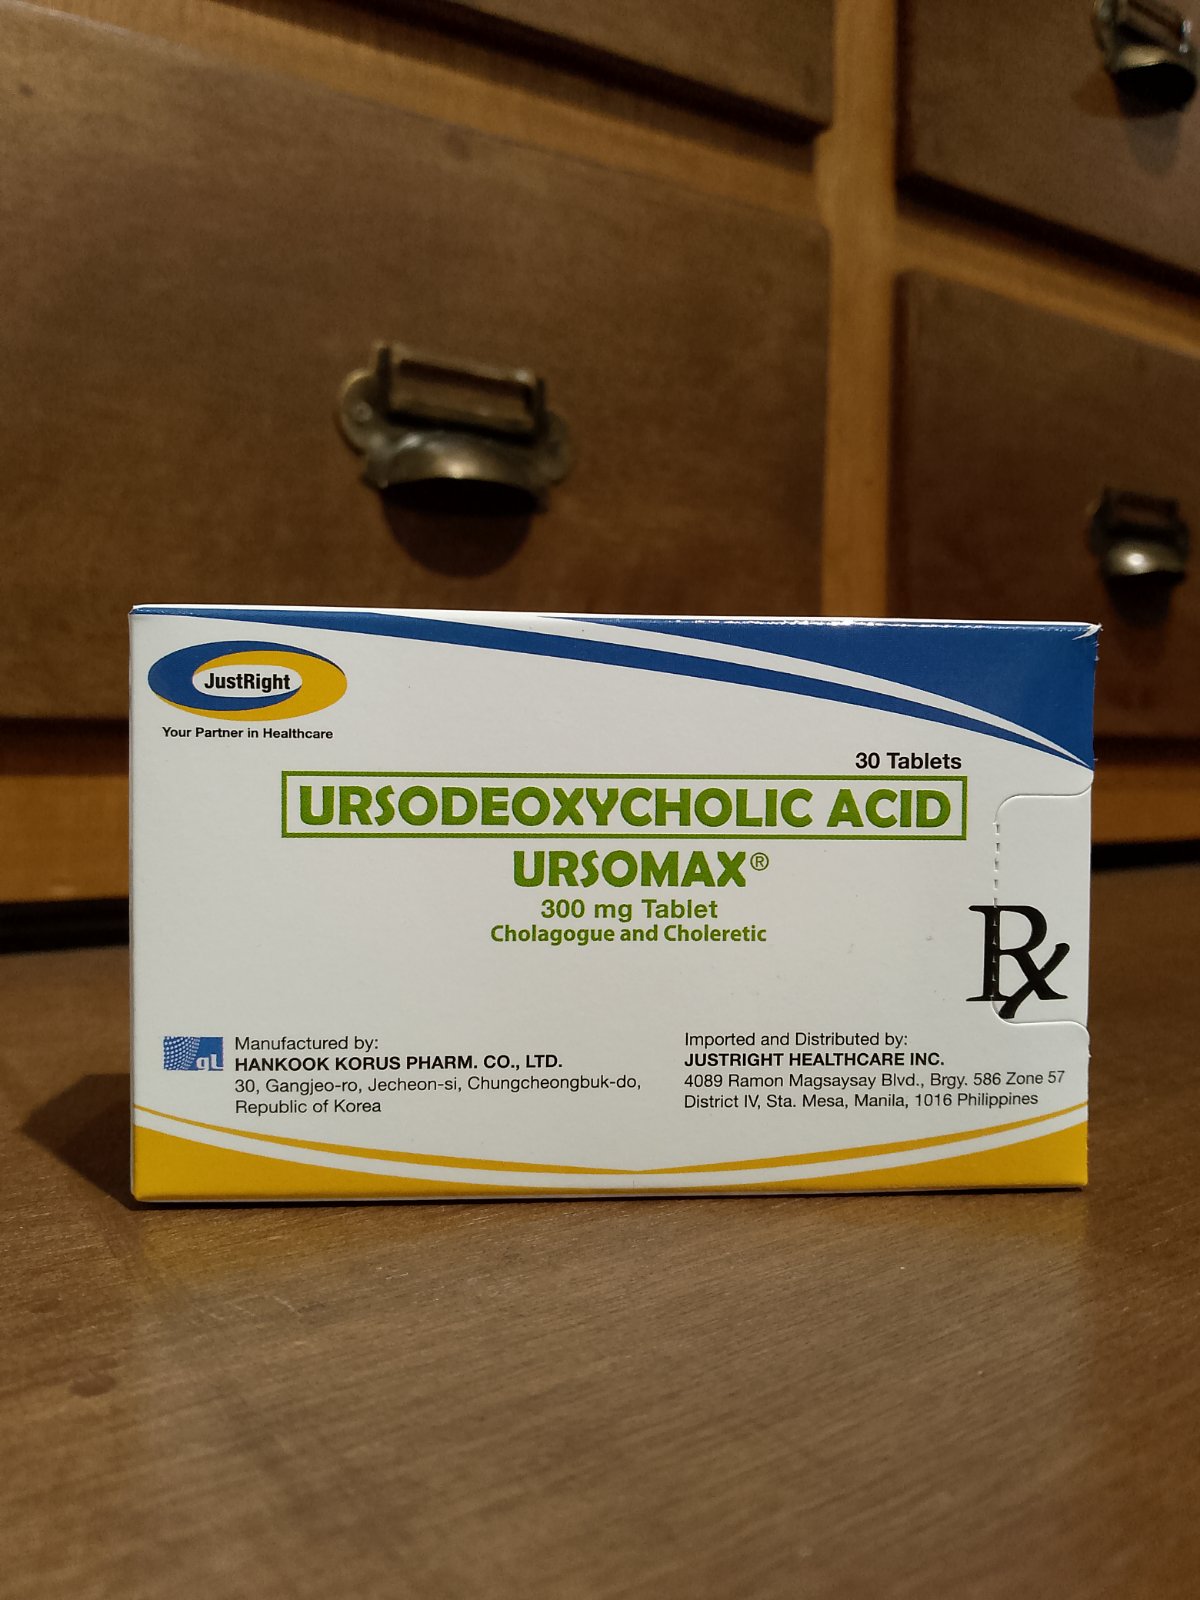 JustRight
Your Partner in Healthcare
30 Tablets
URSODEOXYCHOLIC ACID
URSOMAX®
300 mg Tablet
Cholagogue and Choleretic
Rx
gL
Manufactured by:
HANKOOK KORUS PHARM. CO., LTD.
30, Gangjeo-ro, Jecheon-si, Chungcheongbuk-do,
Republic of Korea
Imported and Distributed by:
JUSTRIGHT HEALTHCARE INC.
4089 Ramon Magsaysay Blvd., Brgy. 586 Zone 57
District IV, Sta. Mesa, Manila, 1016 Philippines